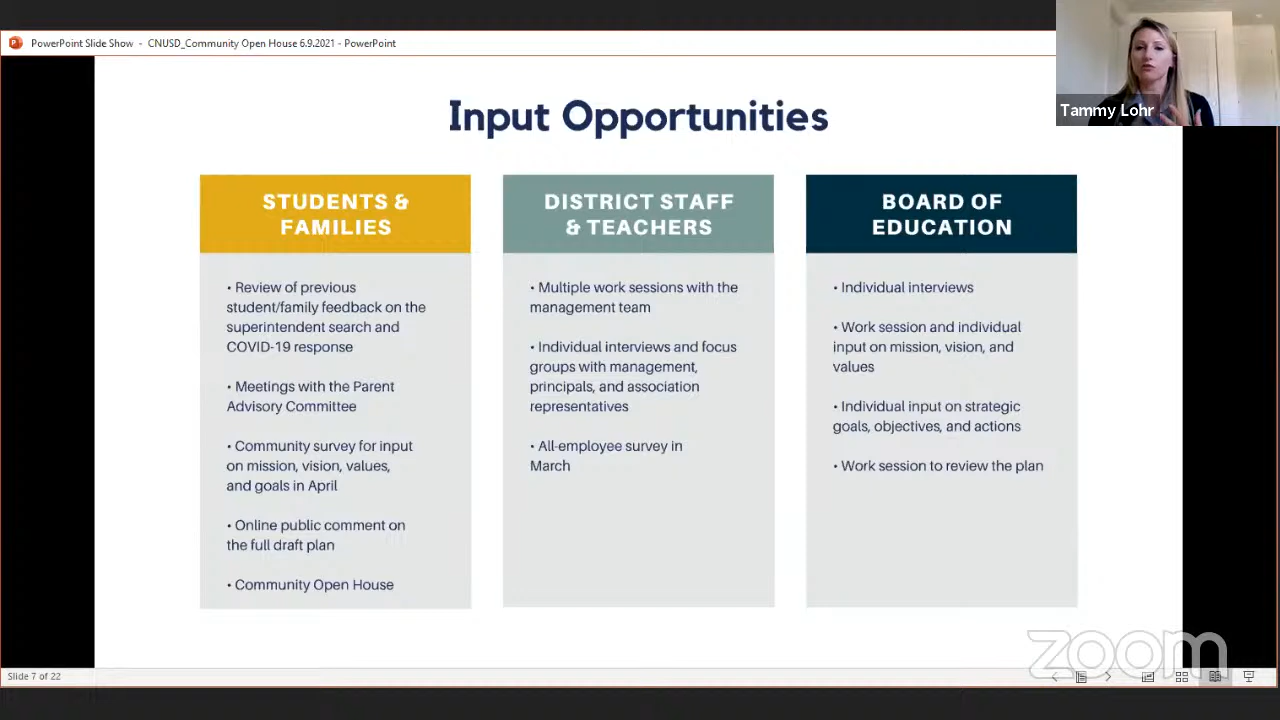 PowerPoint Slide Show - CNUSD_Community Open House 6.9.2021 - PowerPoint
Tammy Lohr
Input Opportunities
STUDENTS &
FAMILIES
• Review of previous
student/family feedback on the
superintendent search and
COVID-19 response
• Meetings with the Parent
Advisory Committee
• Community survey for input
on mission, vision, values,
and goals in April
• Online public comment on
the full draft plan
• Community Open House
DISTRICT STAFF
& TEACHERS
• Multiple work sessions with the
management team
• Individual interviews and focus
groups with management,
principals, and association
representatives
• All-employee survey in
March
BOARD OF
EDUCATION
• Individual interviews
• Work session and individual
input on mission, vision, and
values
• Individual input on strategic
goals, objectives, and actions
• Work session to review the plan
zoom
Slide 7 of 22